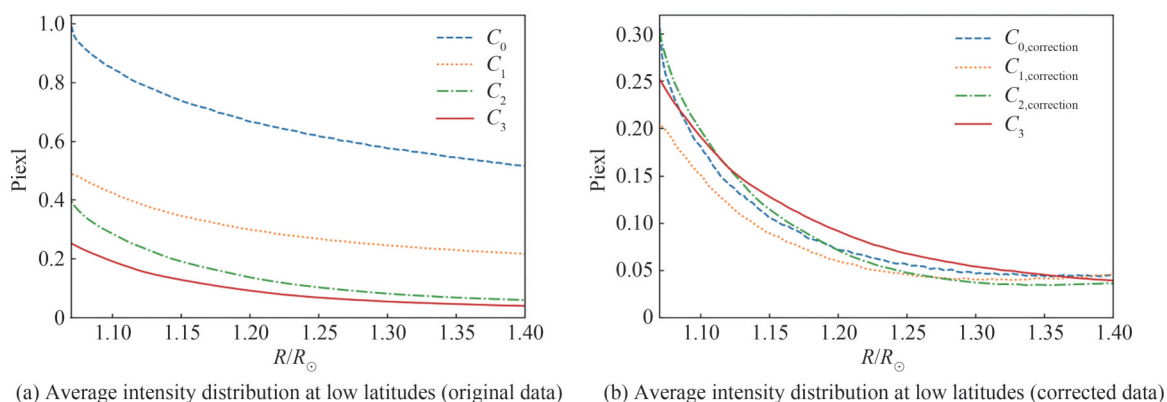 1.0
0.8
0.6
0.4
0.2
0
Piexl
C0
C1
C2
C3
1.10 1.15 1.20 1.25 1.30 1.35 1.40
R/R⊙
(a) Average intensity distribution at low latitudes (original data)
0.30
0.25
0.20
0.15
0.10
0.05
0
Piexl
C0,correction
C1,correction
C2,correction
C3
1.10 1.15 1.20 1.25 1.30 1.35 1.40
R/R⊙
(b) Average intensity distribution at low latitudes (corrected data)